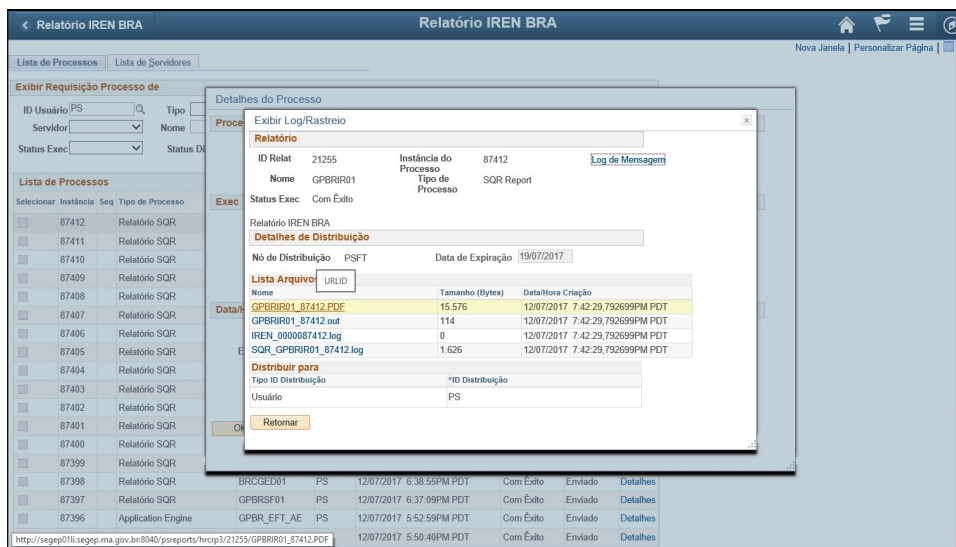 Relatório IREN BRA
Relatório IREN BRA
Nova Janela | Personalizar Página |
Lista de Processos
Lista de Servidores
Exibir Requisição Processo de
ID Usuário PS Tipo
Servidor Nome
Status Exec Status Di
Lista de Processos
Selecionar Instância Seq Tipo de Processo
87412 Relatório SQR
87411 Relatório SQR
87410 Relatório SQR
87409 Relatório SQR
87408 Relatório SQR
87407 Relatório SQR
87406 Relatório SQR
87405 Relatório SQR
87404 Relatório SQR
87403 Relatório SQR
87402 Relatório SQR
87401 Relatório SQR
87400 Relatório SQR
87399 Relatório SQR
87398 Relatório SQR BRCGED01 PS 12/07/2017 6:38:55PM PDT Com Êxito Enviado Detalhes
87397 Relatório SQR GPBRSF01 PS 12/07/2017 6:37:09PM PDT Com Êxito Enviado Detalhes
87396 Application Engine GPBR_EFT_AE PS 12/07/2017 5:52:59PM PDT Com Êxito Enviado Detalhes
12/07/2017 5:50:40PM PDT Com Êxito Enviado Detalhes
http://segep01li.segep.ma.gov.br:8040/psreports/hrcrp3/21255/GPBRIR01_87412.PDF
Detalhes do Processo
Proce
Exec
Data/H
E
OK
Exibir Log/Rastreio
Relatório
ID Relat 21255 Instância do Processo 87412 Log de Mensagem
Nome GPBRIR01 Tipo de Processo SQR Report
Status Exec Com Êxito
Relatório IREN BRA
Detalhes de Distribuição
Nó de Distribuição PSFT Data de Expiração 19/07/2017
Lista Arquivos
URLID
Nome Tamanho (Bytes) Data/Hora Criação
GPBRIR01_87412.PDF 15.576 12/07/2017 7:42:29,792699PM PDT
GPBRIR01_87412.out 114 12/07/2017 7:42:29,792699PM PDT
IREN_0000087412.log 0 12/07/2017 7:42:29,792699PM PDT
SQR_GPBRIR01_87412.log 1.626 12/07/2017 7:42:29,792699PM PDT
Distribuir para
Tipo ID Distribuição *ID Distribuição
Usuário PS
Retornar